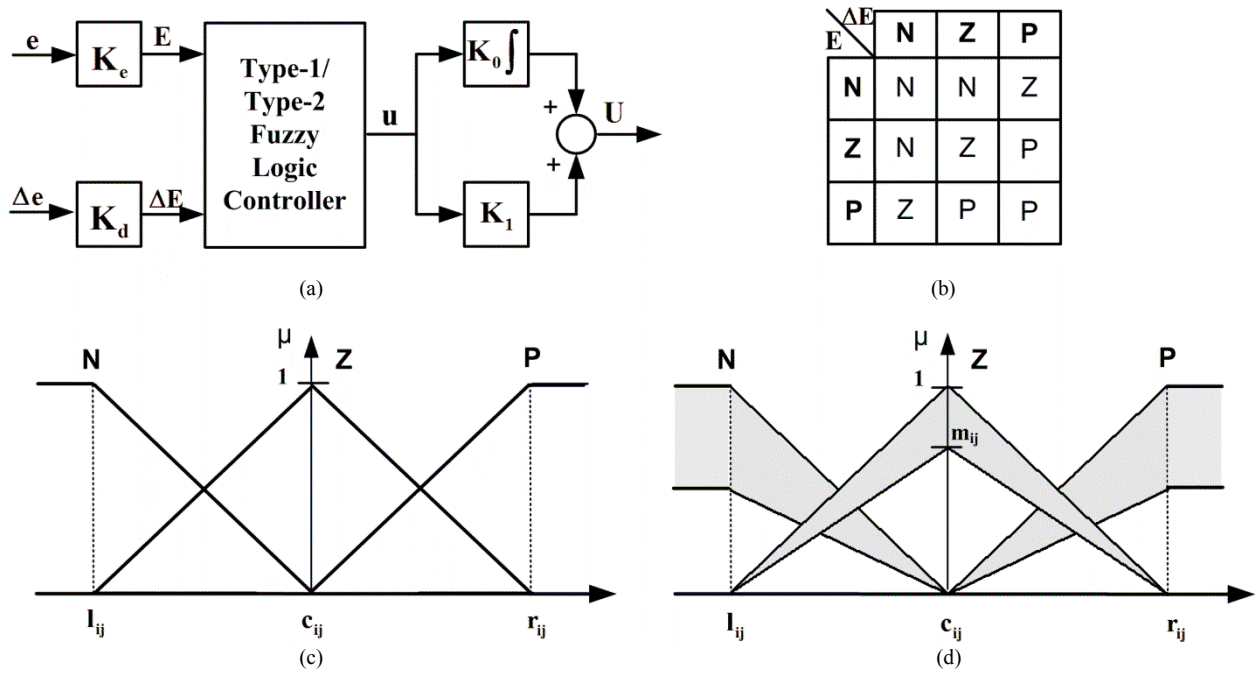 e
K_e
E
Δe
K_d
ΔE
Type-1/
Type-2
Fuzzy
Logic
Controller
u
K_0 ∫
K_1
+
+
U
(a)
ΔE
E
N Z P
N N N Z
Z N Z P
P Z P P
(b)
N μ Z P
1
l_ij c_ij r_ij
(c)
N μ Z P
1
m_ij
l_ij c_ij r_ij
(d)